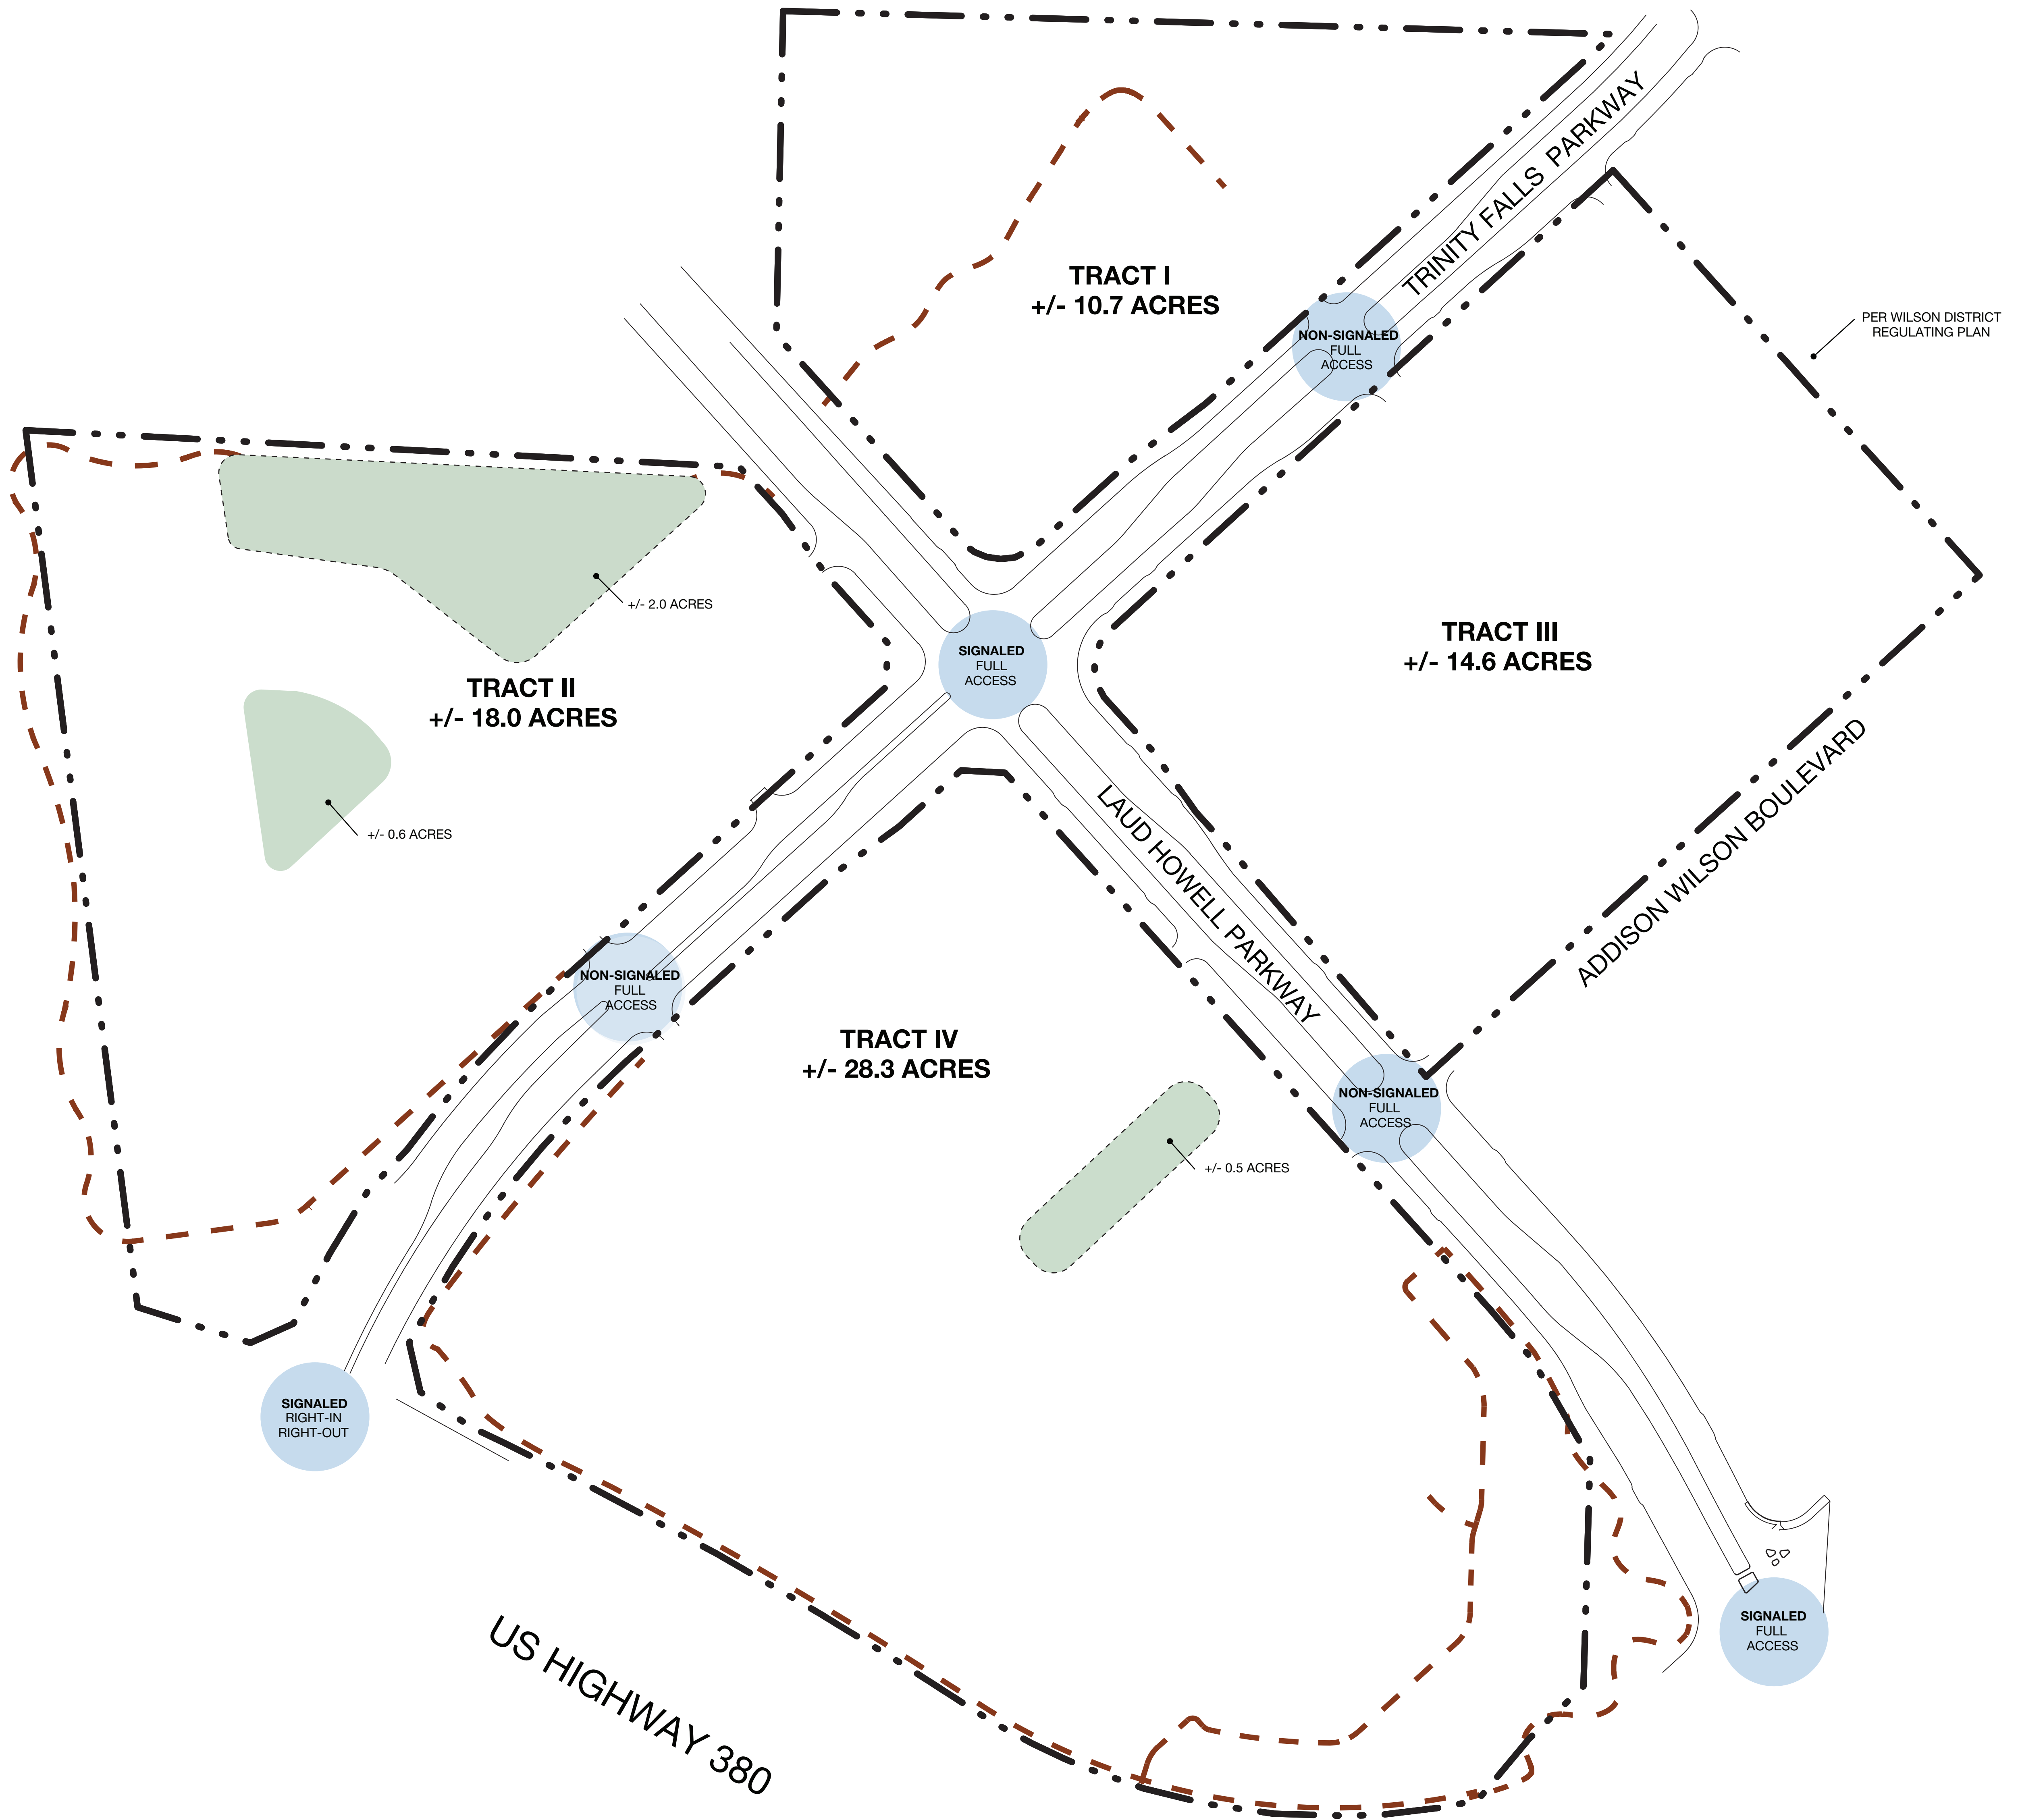 TRINITY FALLS PARKWAY
TRACT I
+/- 10.7 ACRES
NON-SIGNALED
FULL
ACCESS
PER WILSON DISTRICT
REGULATING PLAN
+/- 2.0 ACRES
SIGNALED
FULL
ACCESS
TRACT III
+/- 14.6 ACRES
TRACT II
+/- 18.0 ACRES
+/- 0.6 ACRES
LAUD HOWELL PARKWAY
ADDISON WILSON BOULEVARD
NON-SIGNALED
FULL
ACCESS
TRACT IV
+/- 28.3 ACRES
NON-SIGNALED
FULL
ACCESS
+/- 0.5 ACRES
SIGNALED
RIGHT-IN
RIGHT-OUT
SIGNALED
FULL
ACCESS
US HIGHWAY 380